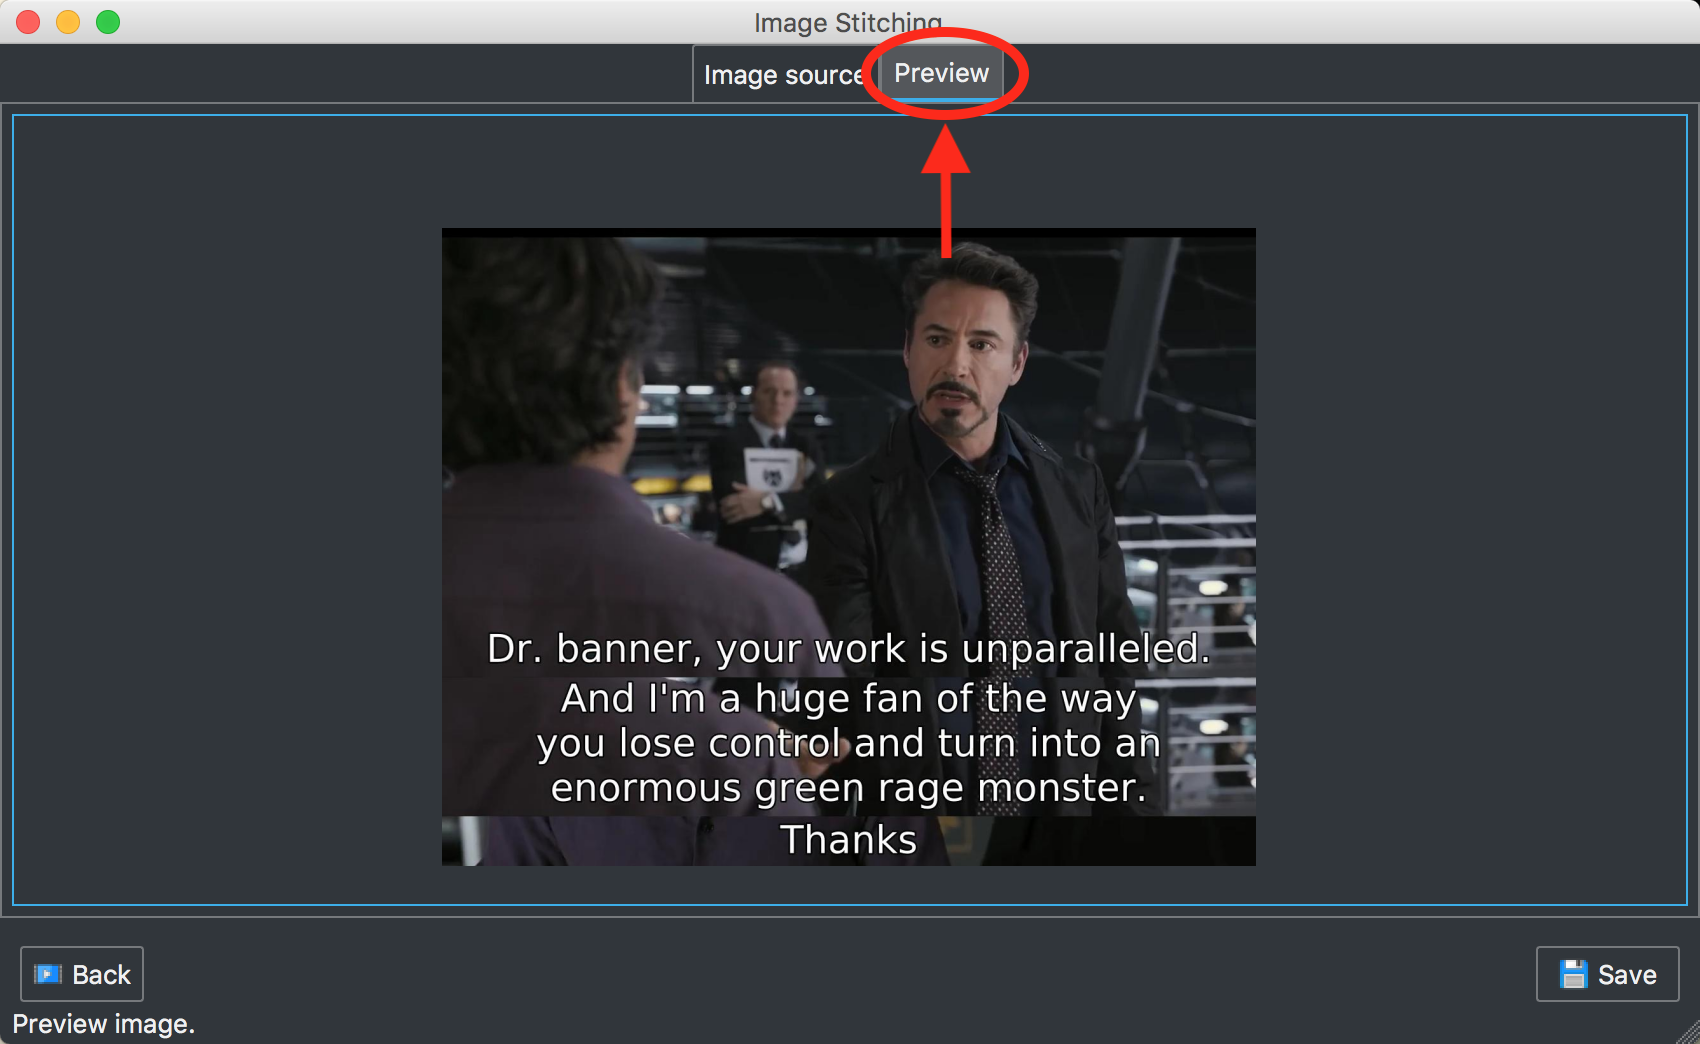 Image Stitching
Image source
Preview
Dr. banner, your work is unparalleled.
And I'm a huge fan of the way
you lose control and turn into an
enormous green rage monster.
Thanks
Back
Save
Preview image.